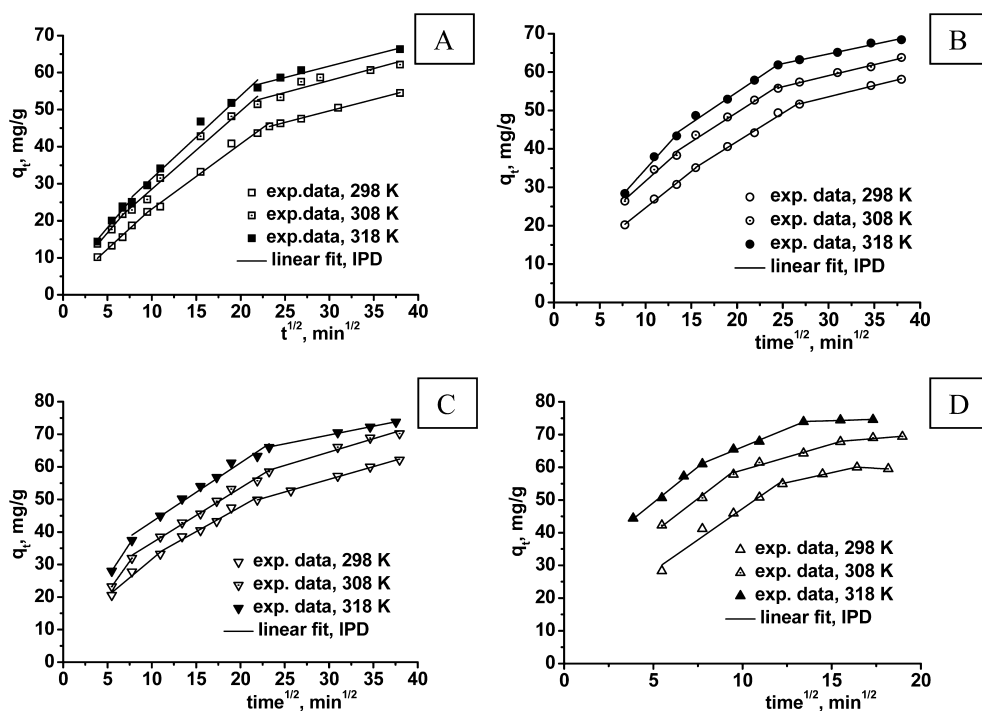 A
80
70
60
50
40
30
20
10
0
q_t, mg/g
exp.data, 298 K
exp.data, 308 K
exp.data, 318 K
linear fit, IPD
0 5 10 15 20 25 30 35 40
t^1/2, min^1/2
B
70
60
50
40
30
20
10
0
q_t, mg/g
exp. data, 298 K
exp. data, 308 K
exp. data, 318 K
linear fit, IPD
0 5 10 15 20 25 30 35 40
time^1/2, min^1/2
C
80
70
60
50
40
30
20
10
0
q_t, mg/g
exp. data, 298 K
exp. data, 308 K
exp. data, 318 K
linear fit, IPD
0 5 10 15 20 25 30 35 40
time^1/2, min^1/2
D
80
70
60
50
40
30
20
10
0
q_t, mg/g
exp. data, 298 K
exp. data, 308 K
exp. data, 318 K
linear fit, IPD
0 5 10 15 20
time^1/2, min^1/2